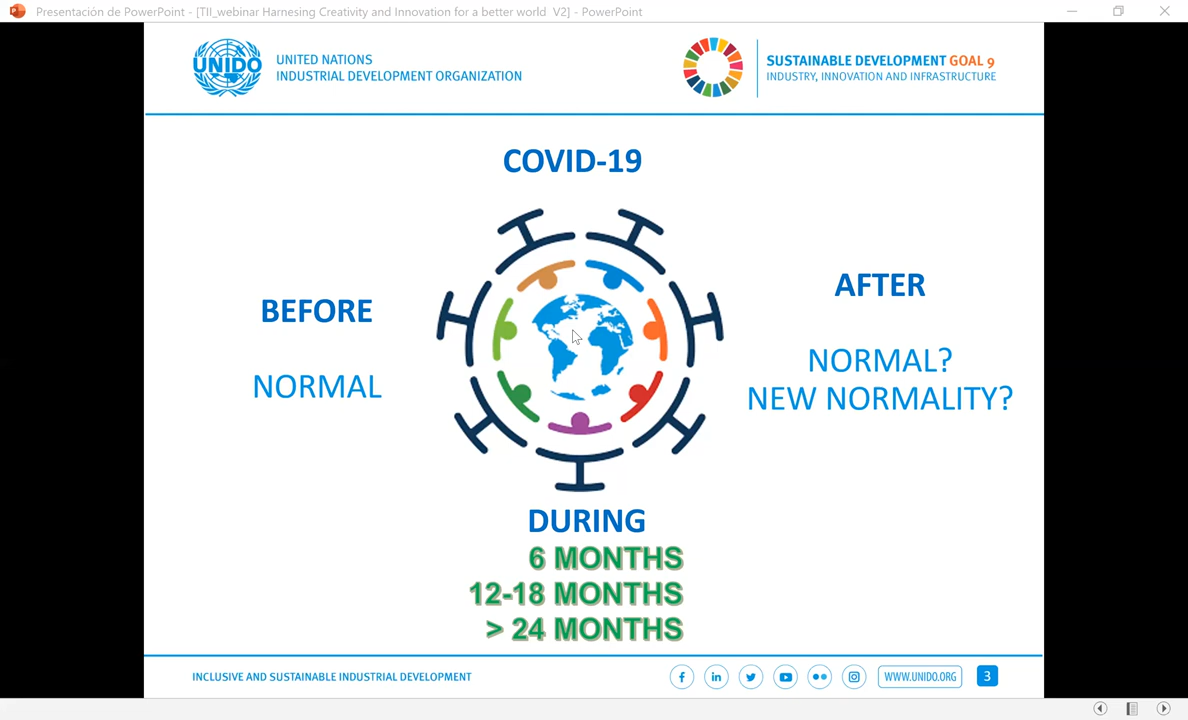 Presentación de PowerPoint - [TII_webinar Harnesing Creativity and Innovation for a better world  V2] - PowerPoint
UNIDO
UNITED NATIONS
INDUSTRIAL DEVELOPMENT ORGANIZATION
SUSTAINABLE DEVELOPMENT GOAL 9
INDUSTRY, INNOVATION AND INFRASTRUCTURE
COVID-19
BEFORE
NORMAL
AFTER
NORMAL?
NEW NORMALITY?
DURING
6 MONTHS
12-18 MONTHS
> 24 MONTHS
INCLUSIVE AND SUSTAINABLE INDUSTRIAL DEVELOPMENT
WWW.UNIDO.ORG
3